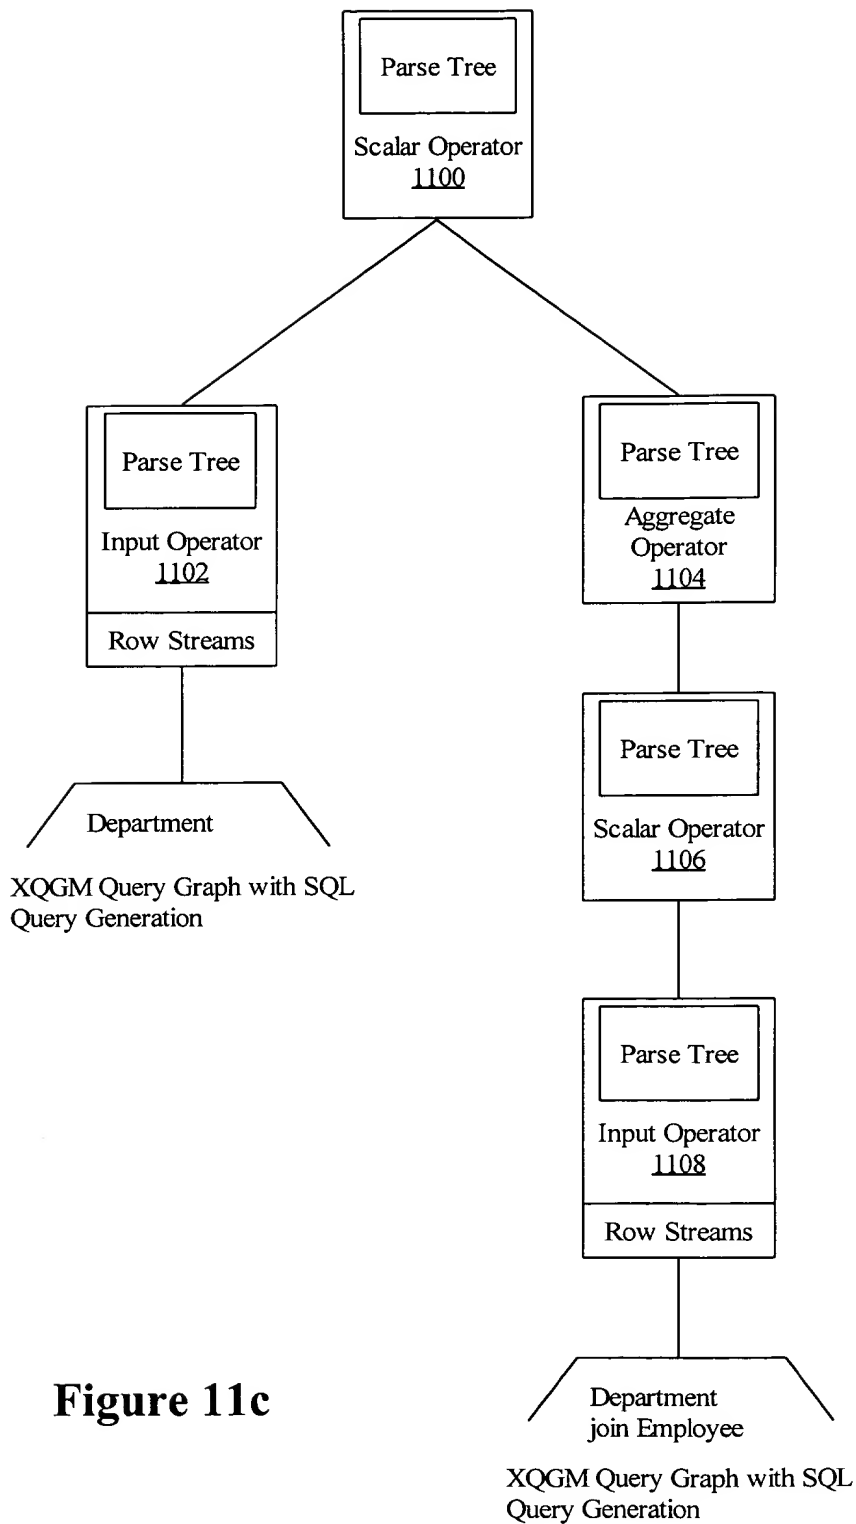 Parse Tree
Scalar Operator
1100
Parse Tree
Input Operator
1102
Row Streams
Department
XQGM Query Graph with SQL
Query Generation
Parse Tree
Aggregate
Operator
1104
Parse Tree
Scalar Operator
1106
Parse Tree
Input Operator
1108
Row Streams
Department
join Employee
XQGM Query Graph with SQL
Query Generation
Figure 11c